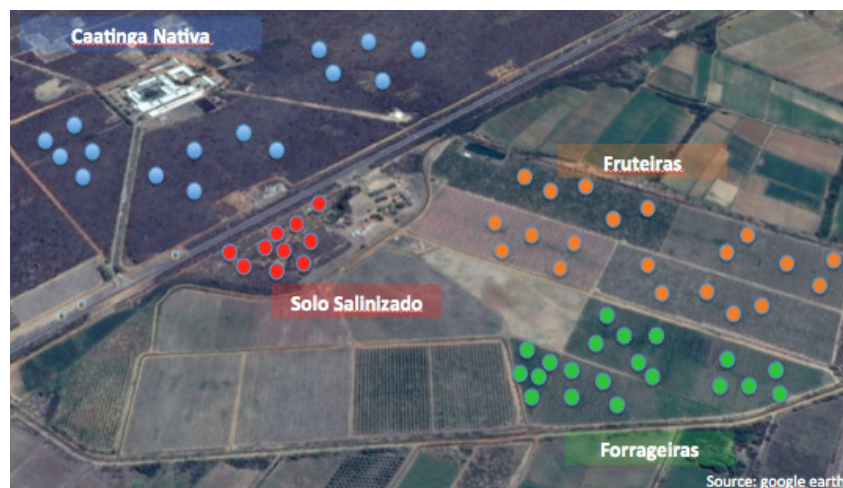 Caatinga Nativa
Fruteiras
Solo Salinizado
Forrageiras
Source: google earth